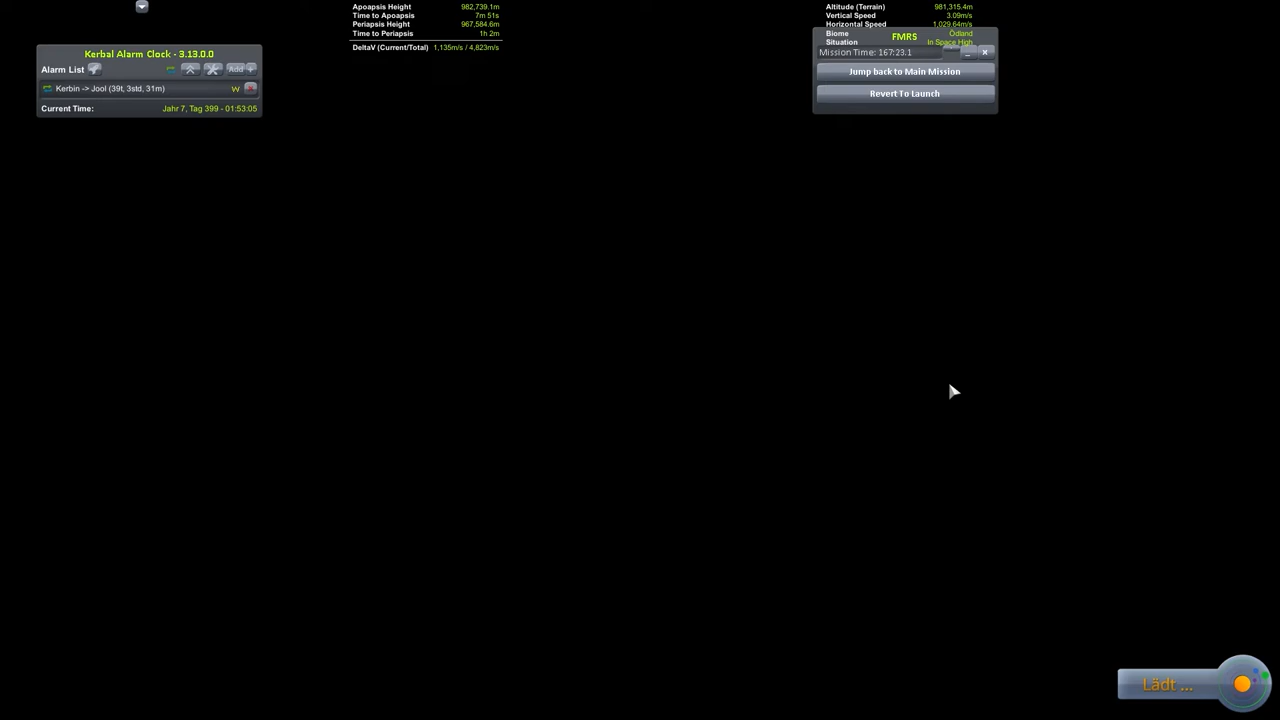 Kerbal Alarm Clock - 3.13.0.0
Alarm List
Add +
Kerbin -> Jool (39t, 3std, 31m)
W
Current Time: Jahr 7, Tag 399 - 01:53:05
Apoapsis Height 982,739.1m
Time to Apoapsis 7m 51s
Periapsis Height 967,584.6m
Time to Periapsis 1h 2m
DeltaV (Current/Total) 1,135m/s / 4,823m/s
Altitude (Terrain) 981,315.4m
Vertical Speed 3.09m/s
Horizontal Speed 1,029.64m/s
Biome Ödland
Situation In Space High
FMRS
Mission Time: 167:23.1
_ x
Jump back to Main Mission
Revert To Launch
Lädt ...